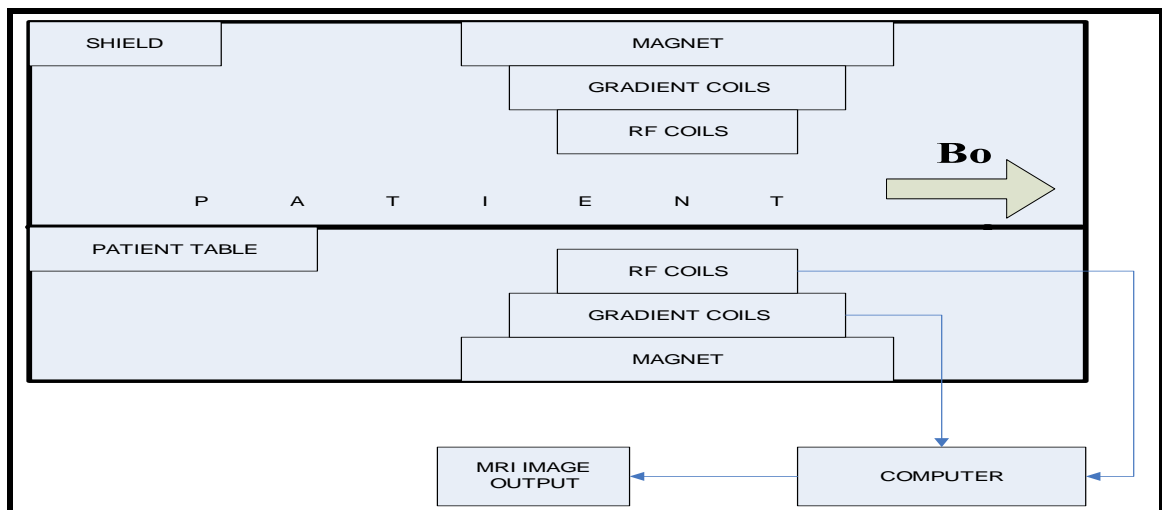 SHIELD
MAGNET
GRADIENT COILS
RF COILS
Bo
P A T I E N T
PATIENT TABLE
RF COILS
GRADIENT COILS
MAGNET
MRI IMAGE
OUTPUT
COMPUTER